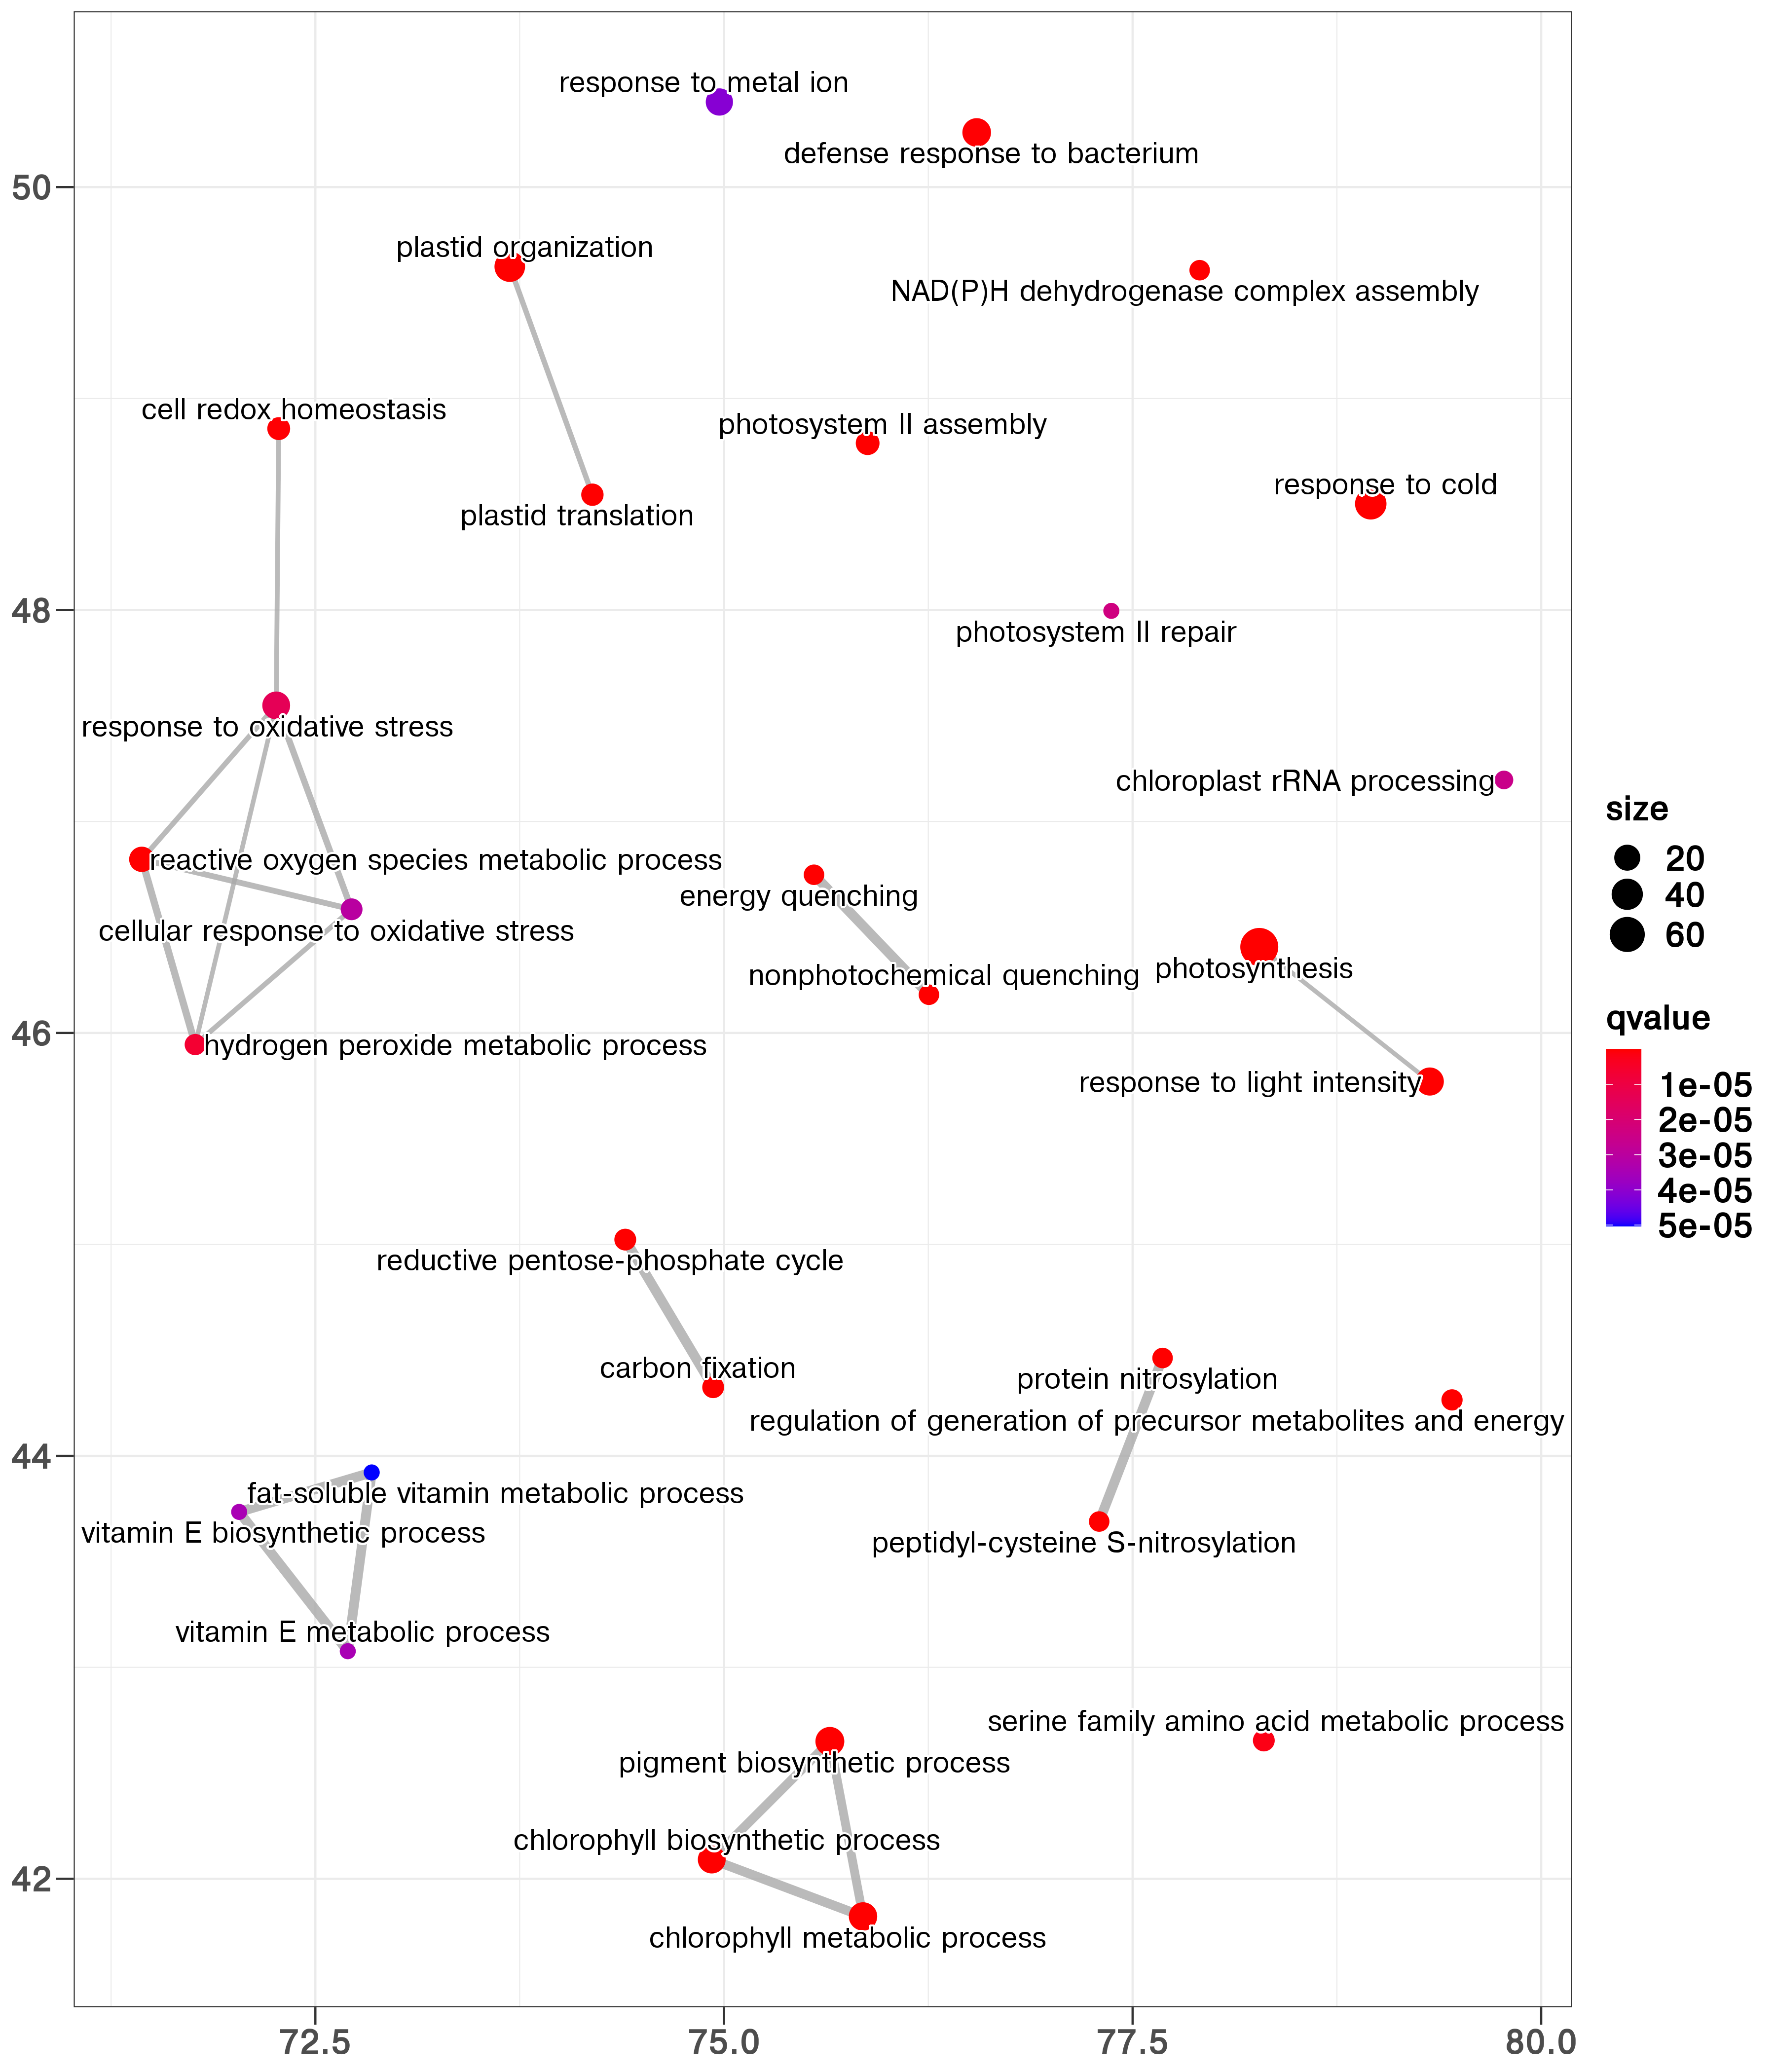 response to metal ion
defense response to bacterium
50
plastid organization
NAD(P)H dehydrogenase complex assembly
cell redox homeostasis
photosystem II assembly
response to cold
plastid translation
48
photosystem II repair
response to oxidative stress
chloroplast rRNA processing
reactive oxygen species metabolic process
energy quenching
cellular response to oxidative stress
nonphotochemical quenching
photosynthesis
46
hydrogen peroxide metabolic process
response to light intensity
reductive pentose-phosphate cycle
carbon fixation
protein nitrosylation
regulation of generation of precursor metabolites and energy
44
fat-soluble vitamin metabolic process
vitamin E biosynthetic process
peptidyl-cysteine S-nitrosylation
vitamin E metabolic process
serine family amino acid metabolic process
pigment biosynthetic process
chlorophyll biosynthetic process
42
chlorophyll metabolic process
72.5
75.0
77.5
80.0
size
20
40
60
qvalue
1e-05
2e-05
3e-05
4e-05
5e-05